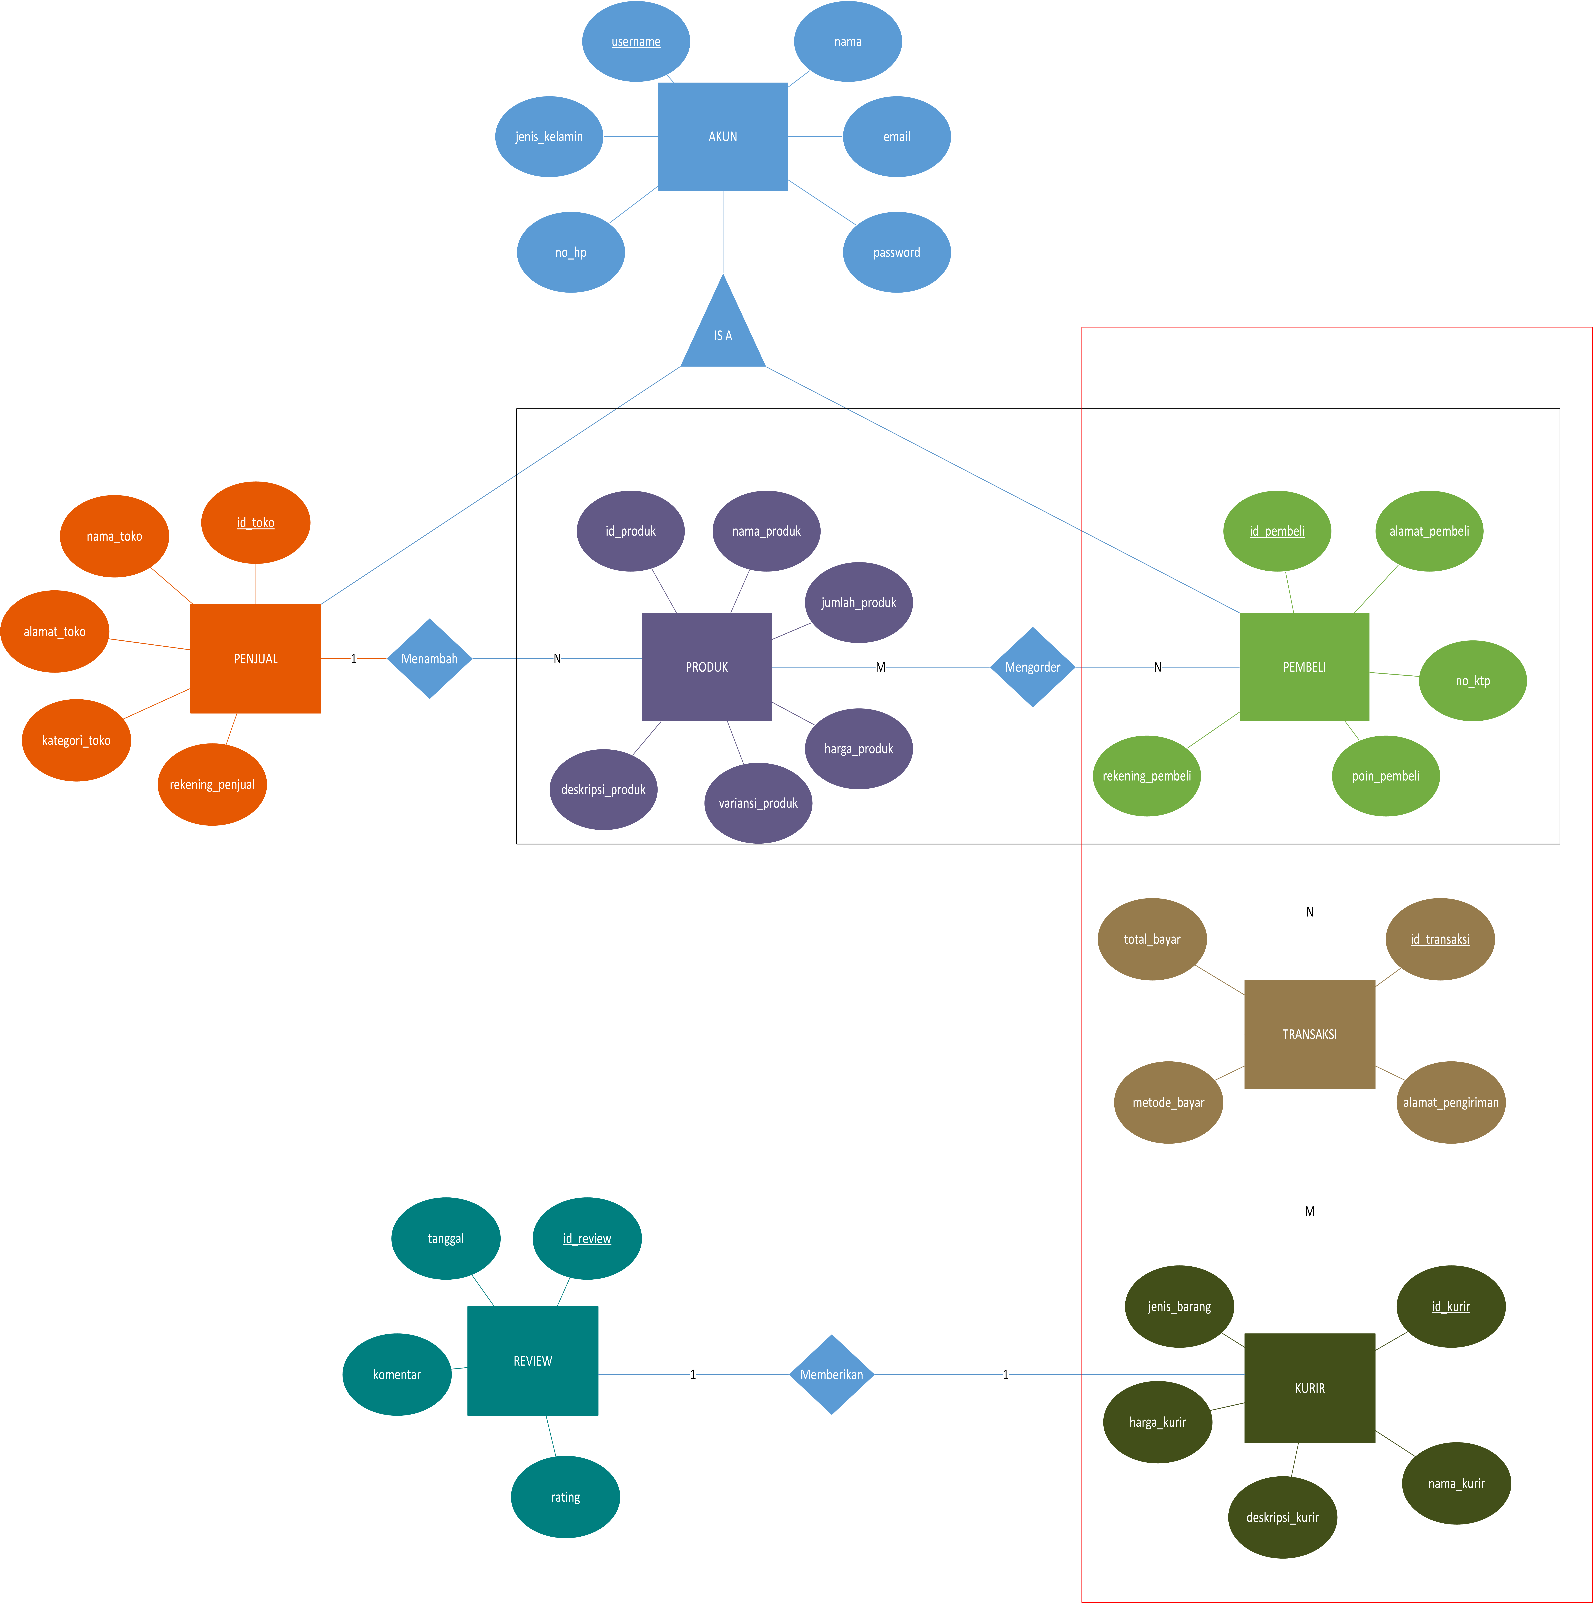 username
nama
jenis_kelamin
AKUN
email
no_hp
password
IS A
nama_toko
id_toko
alamat_toko
PENJUAL
1
Menambah
N
kategori_toko
rekening_penjual
id_produk
nama_produk
jumlah_produk
PRODUK
M
Mengorder
N
harga_produk
deskripsi_produk
variansi_produk
id_pembeli
alamat_pembeli
PEMBELI
no_ktp
rekening_pembeli
poin_pembeli
N
total_bayar
id_transaksi
TRANSAKSI
metode_bayar
alamat_pengiriman
M
tanggal
id_review
REVIEW
komentar
rating
1
Memberikan
1
jenis_barang
id_kurir
KURIR
harga_kurir
nama_kurir
deskripsi_kurir